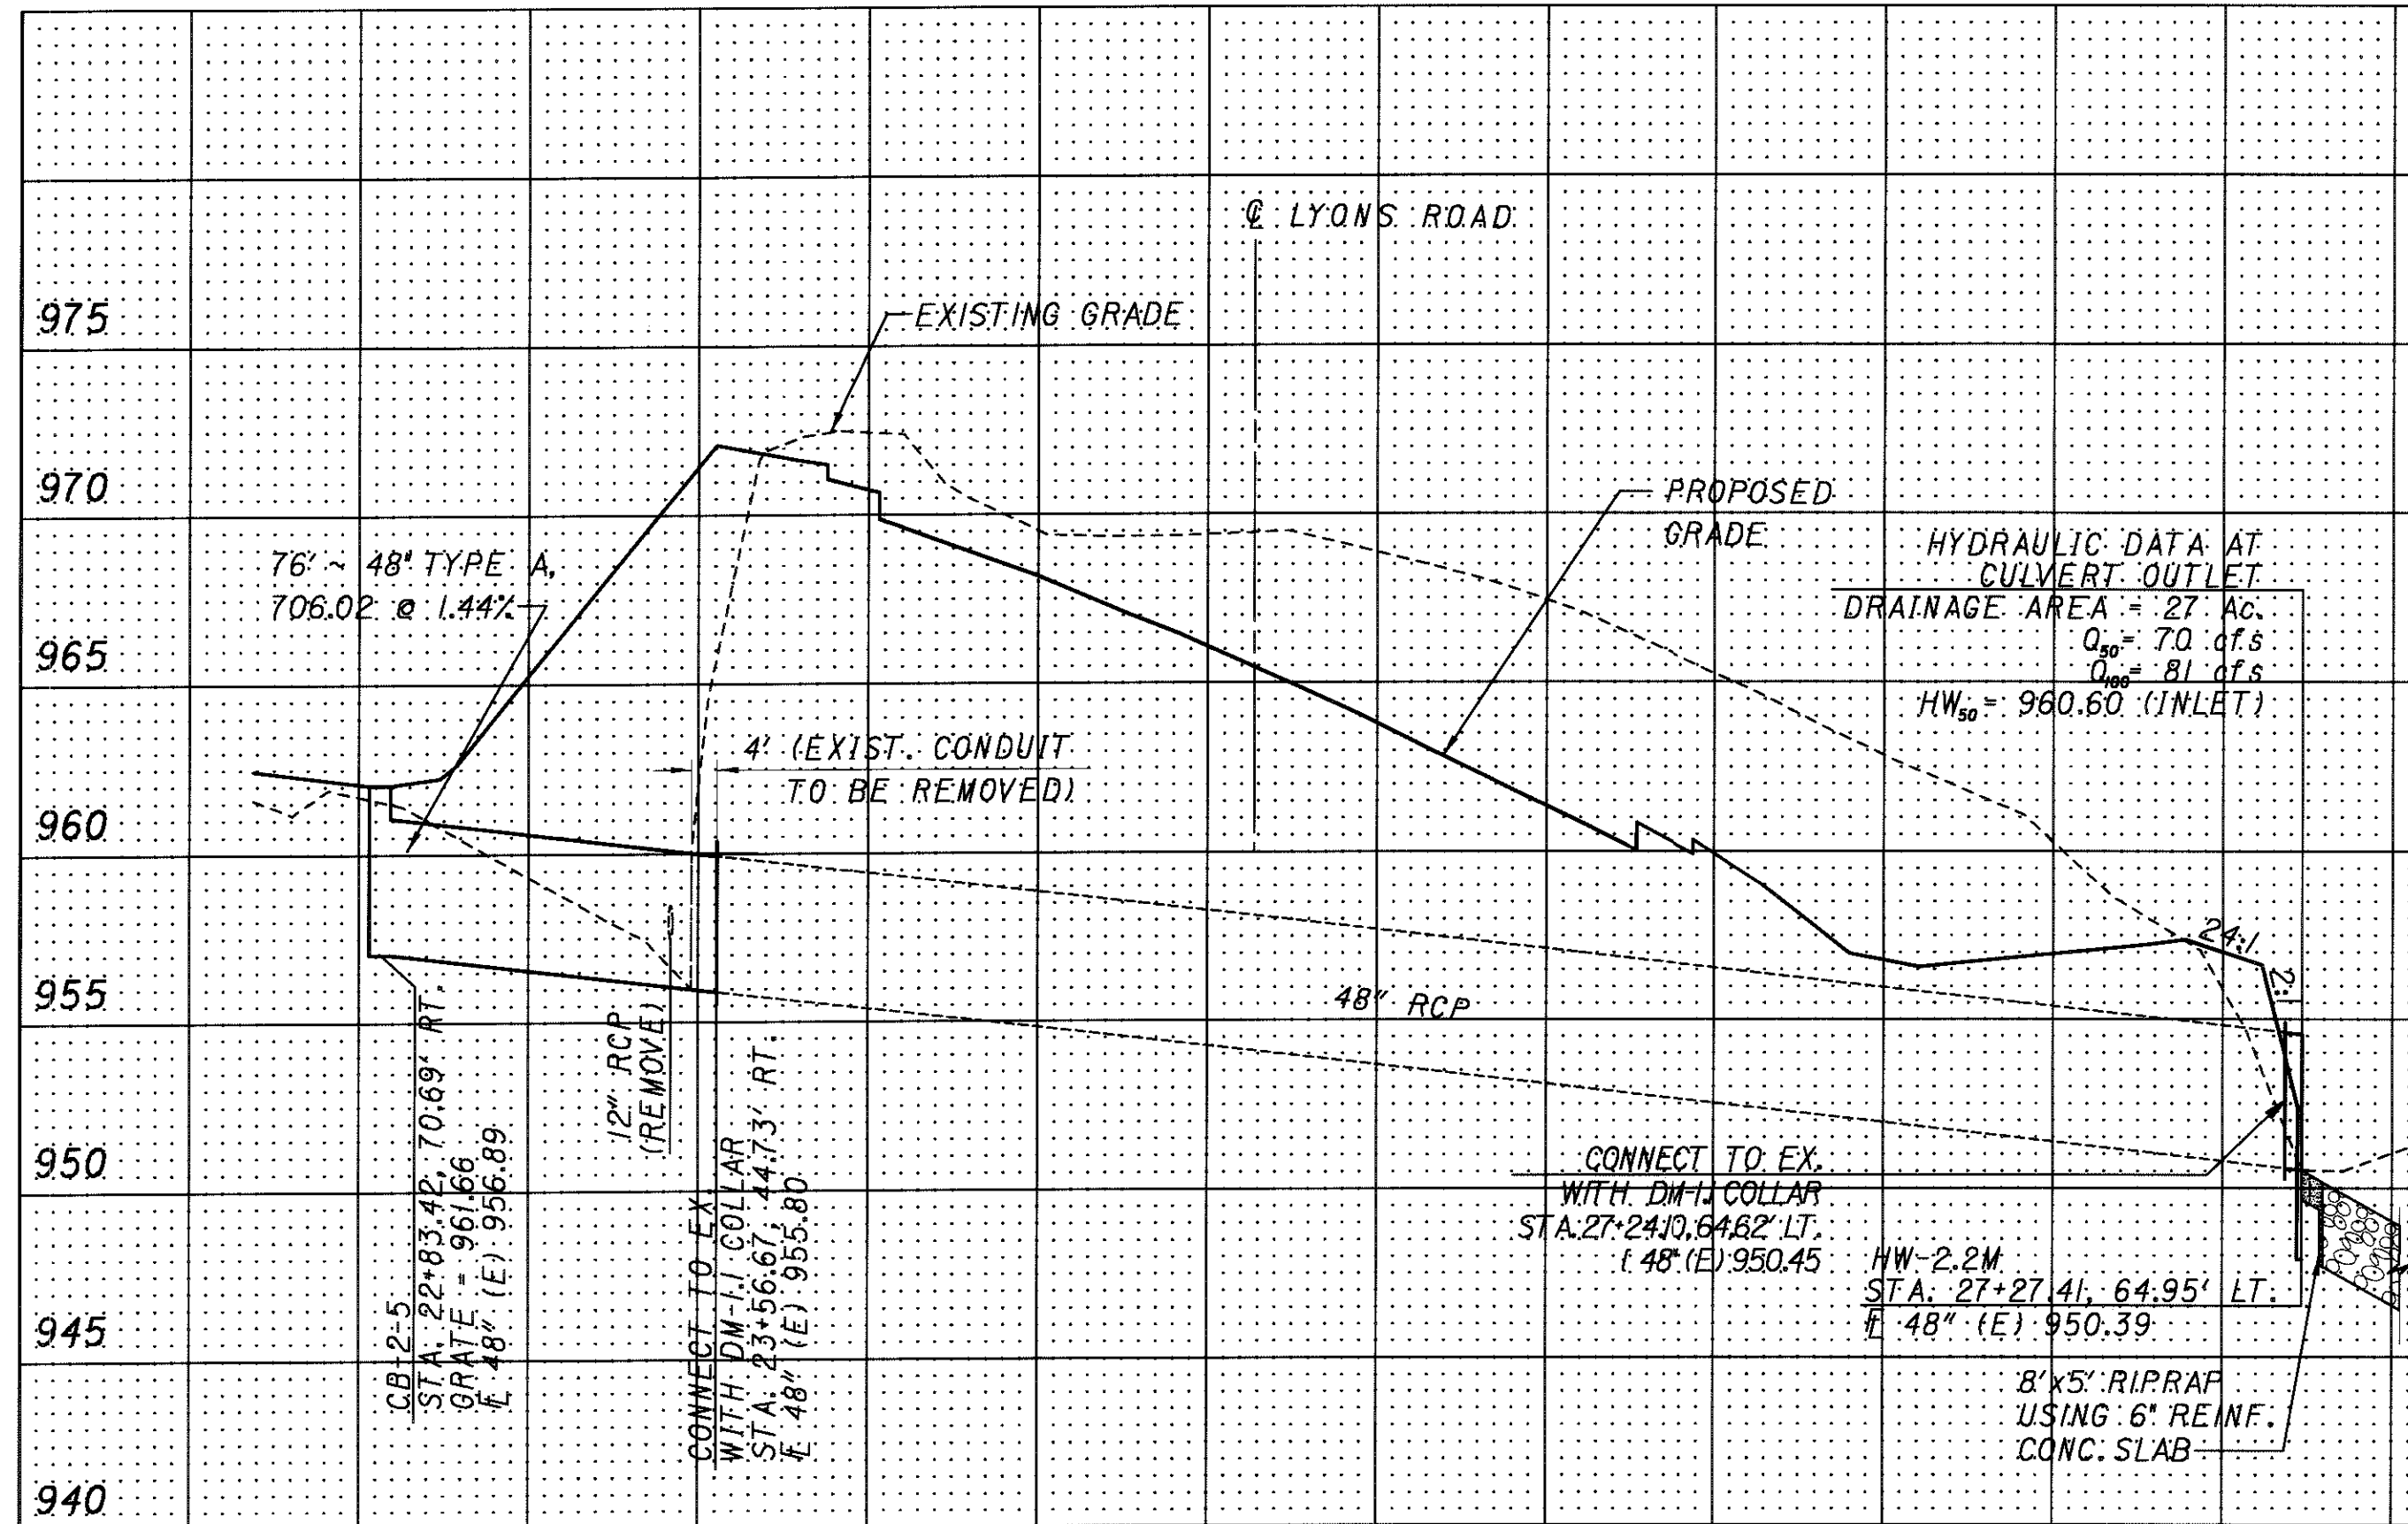 975
970
965
960
955
950
945
940
℄ LYONS ROAD
EXISTING GRADE
PROPOSED
GRADE
76' ~ 48" TYPE A,
706.02 @ 1.44%
4' (EXIST. CONDUIT
TO BE REMOVED)
HYDRAULIC DATA AT
CULVERT OUTLET
DRAINAGE AREA = 27 Ac.
Q50= 70 cfs
Q100= 81 cfs
HW50= 960.60 (INLET)
24:1
2:1
48" RCP
12" RCP
(REMOVE)
CB-2-5
STA. 22+83.42, 70.69' RT.
GRATE = 961.66
℄ 48" (E) 956.89
CONNECT TO EX.
WITH DM-1.1 COLLAR
STA. 23+56.67, 44.73' RT.
℄ 48" (E) 955.80
CONNECT TO EX.
WITH DM-1.1 COLLAR
STA.27+24.10,64.62' LT.
48"(E) 950.45
HW-2.2M
STA. 27+27.41, 64.95' LT.
℄ 48" (E) 950.39
8'x5' RIPRAP
USING 6" REINF.
CONC. SLAB